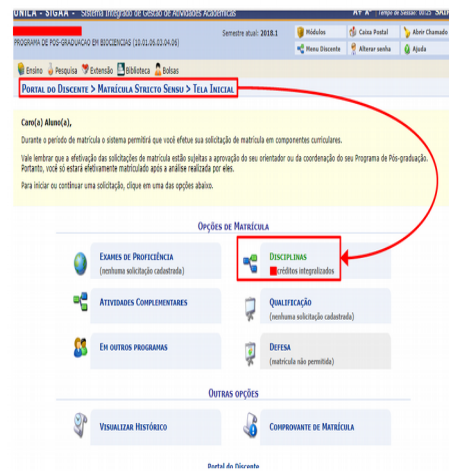 UNILA - SIGAA - Sistema Integrado de Gestão de Atividades Acadêmicas
A+ A- | Tempo de Sessão: 00:25 SAIR
PROGRAMA DE PÓS-GRADUAÇÃO EM BIOCIENCIAS (10.01.06.03.04.06)
Semestre atual: 2018.1
Módulos
Caixa Postal
Abrir Chamado
Menu Discente
Alterar senha
Ajuda
Ensino Pesquisa Extensão Biblioteca Bolsas
PORTAL DO DISCENTE > MATRÍCULA STRICTO SENSU > TELA INICIAL
Caro(a) Aluno(a),
Durante o período de matrícula o sistema permitirá que você efetue sua solicitação de matrícula em componentes curriculares.
Vale lembrar que a efetivação das solicitações de matrícula estão sujeitas a aprovação do seu orientador ou da coordenação do seu Programa de Pós-graduação.
Portanto, você só estará efetivamente matriculado após a análise realizada por eles.
Para iniciar ou continuar uma solicitação, clique em uma das opções abaixo.
OPÇÕES DE MATRÍCULA
EXAMES DE PROFICIÊNCIA
(nenhuma solicitação cadastrada)
DISCIPLINAS
créditos integralizados
ATIVIDADES COMPLEMENTARES
QUALIFICAÇÃO
(nenhuma solicitação cadastrada)
EM OUTROS PROGRAMAS
DEFESA
(matrícula não permitida)
OUTRAS OPÇÕES
VISUALIZAR HISTÓRICO
COMPROVANTE DE MATRÍCULA
Portal do Discente